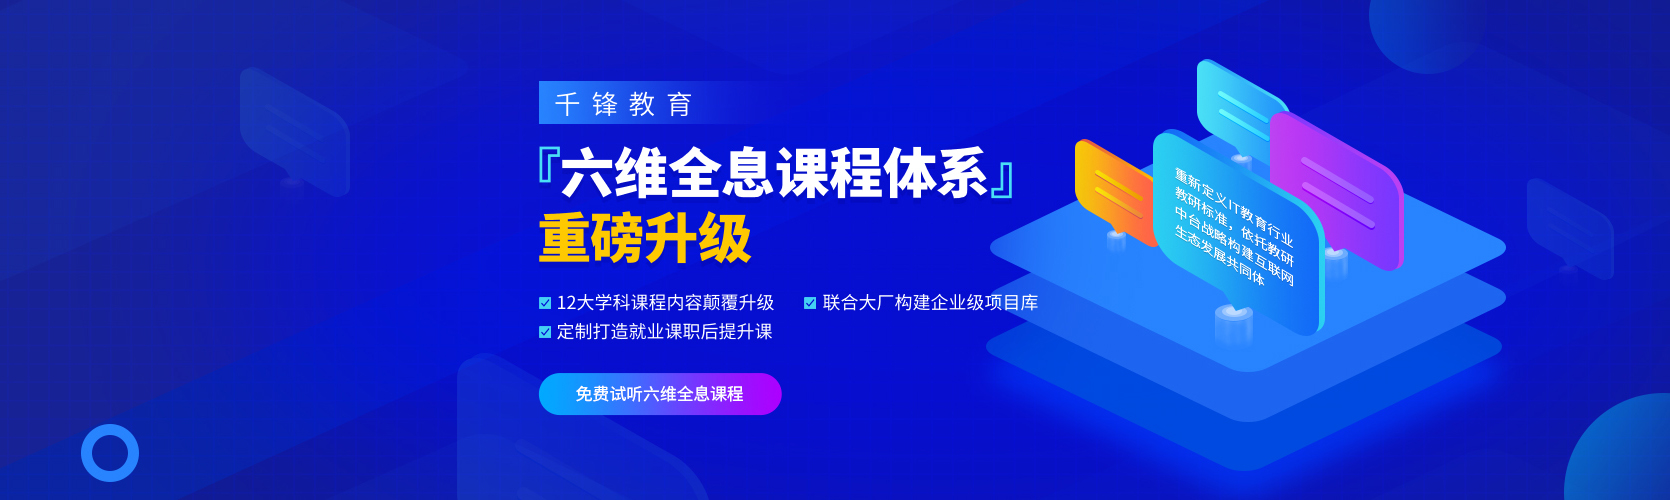 千锋教育
『六维全息课程体系』
重磅升级
12大学科课程内容颠覆升级
联合大厂构建企业级项目库
定制打造就业课职后提升课
免费试听六维全息课程
重新定义IT教育行业
教研标准，依托教研
中台战略构建互联网
生态发展共同体